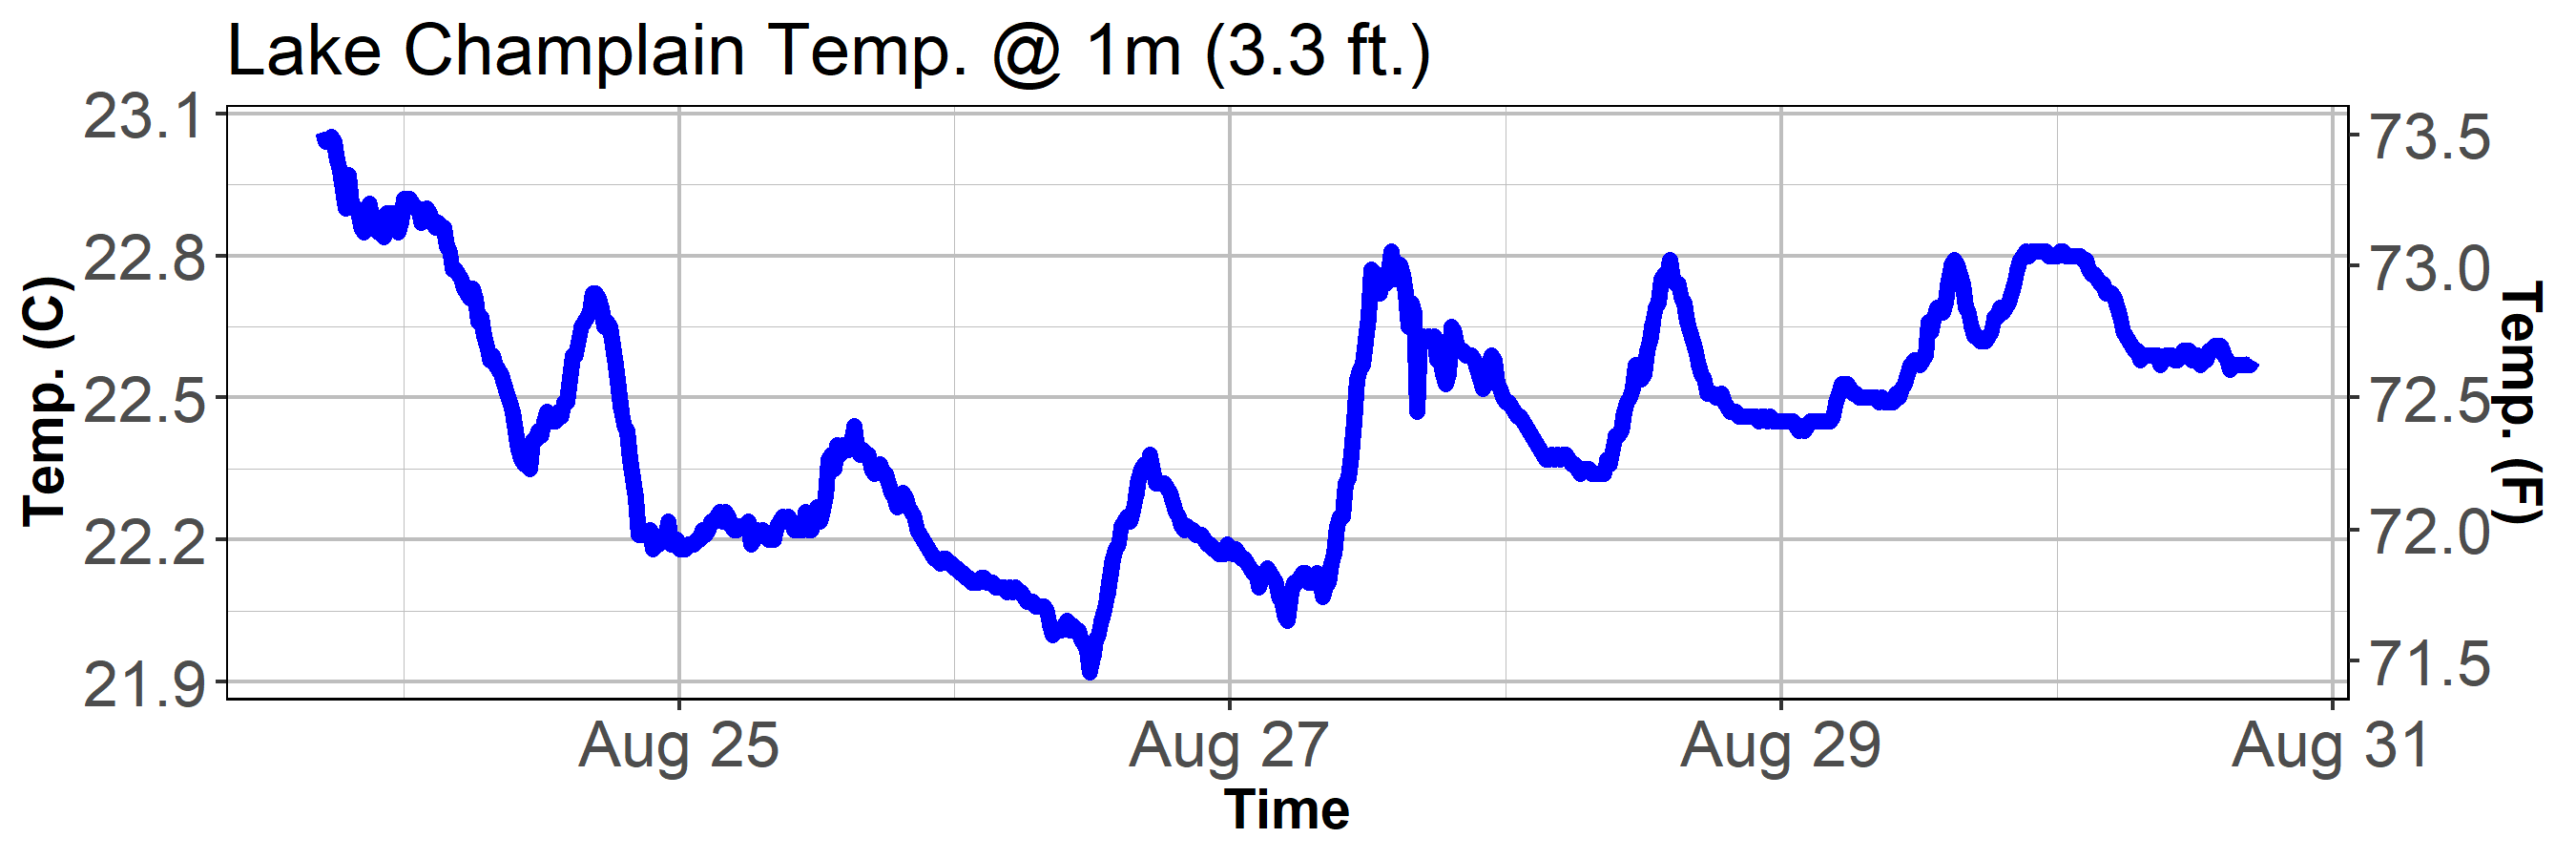 Lake Champlain Temp. @ 1m (3.3 ft.)
Temp. (C)
23.1
22.8
22.5
22.2
21.9
73.5
73.0
72.5
72.0
71.5
Temp. (F)
Aug 25 Aug 27 Aug 29 Aug 31
Time